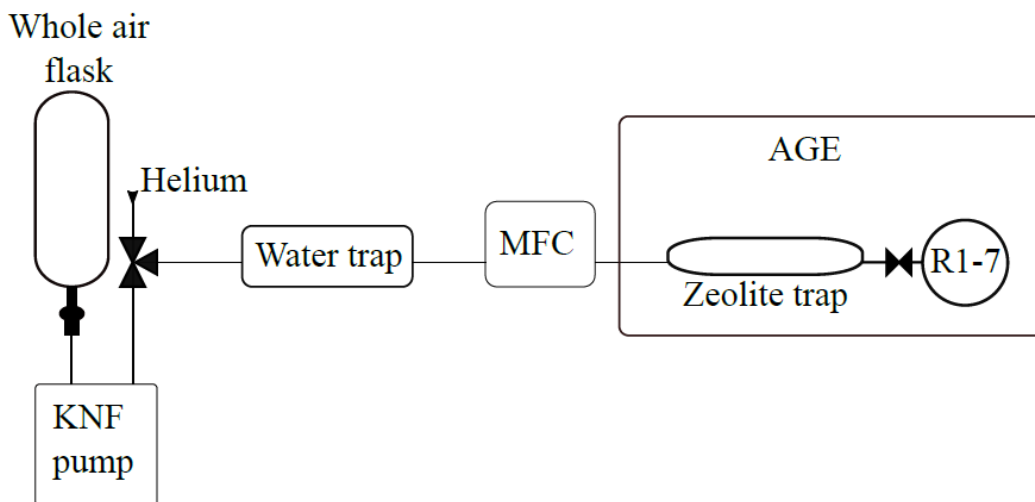 Whole air
flask
Helium
Water trap
MFC
AGE
Zeolite trap
R1-7
KNF
pump